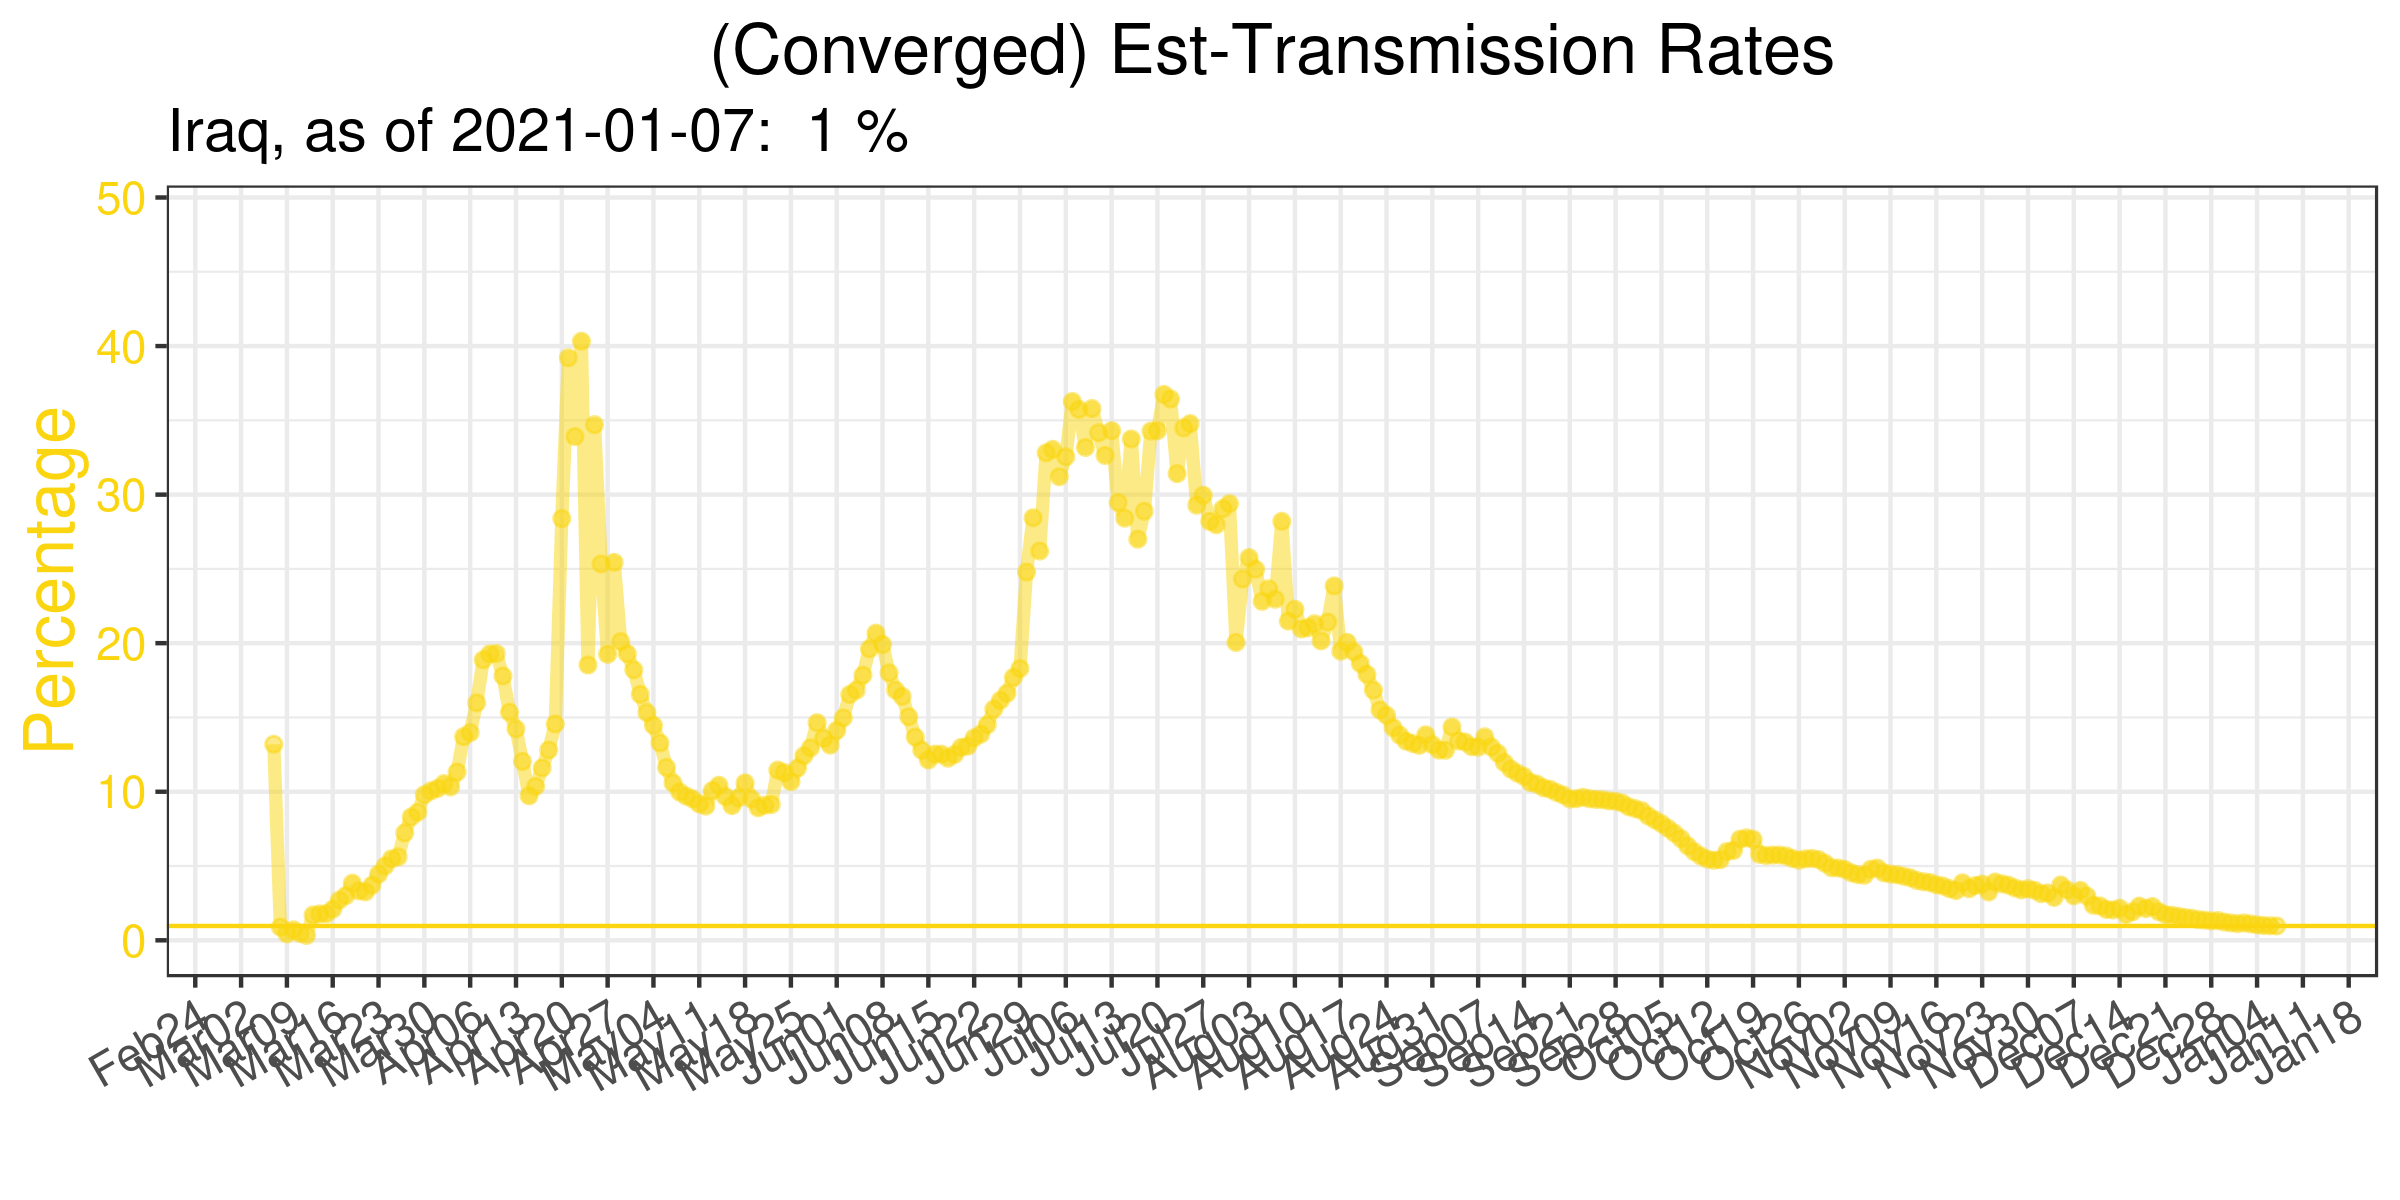 (Converged) Est-Transmission Rates
Iraq, as of 2021-01-07:  1 %
Percentage
50
40
30
20
10
0
Feb24
Mar02
Mar09
Mar16
Mar23
Mar30
Apr06
Apr13
Apr20
Apr27
May04
May11
May18
May25
Jun01
Jun08
Jun15
Jun22
Jun29
Jul06
Jul13
Jul20
Jul27
Aug03
Aug10
Aug17
Aug24
Aug31
Sep07
Sep14
Sep21
Sep28
Oct05
Oct12
Oct19
Oct26
Nov02
Nov09
Nov16
Nov23
Nov30
Dec07
Dec14
Dec21
Dec28
Jan04
Jan11
Jan18